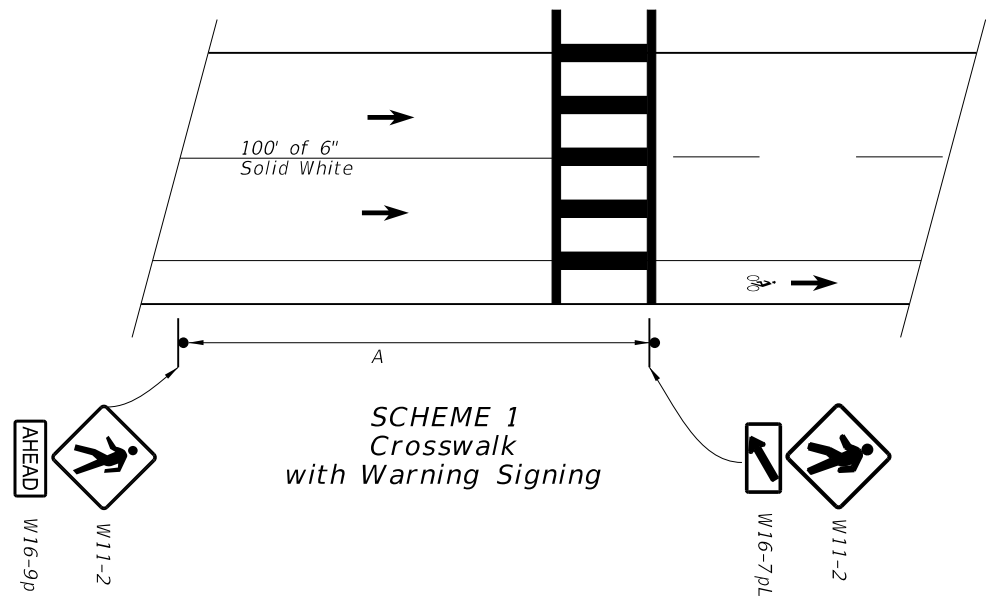 100' of 6"
Solid White
A
SCHEME 1
Crosswalk
with Warning Signing
AHEAD
W16-9p
W11-2
W16-7pL
W11-2